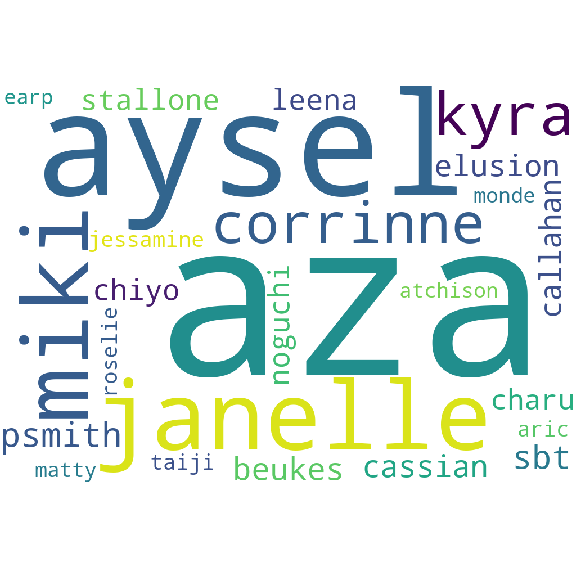 earp
stallone
leena
aysel
kyra
elusion
monde
callahan
corrinne
miki
jessamine
aza
chiyo
noguchi
atchison
roselie
janelle
charu
psmith
aric
matty
taiji
beukes
cassian
sbt